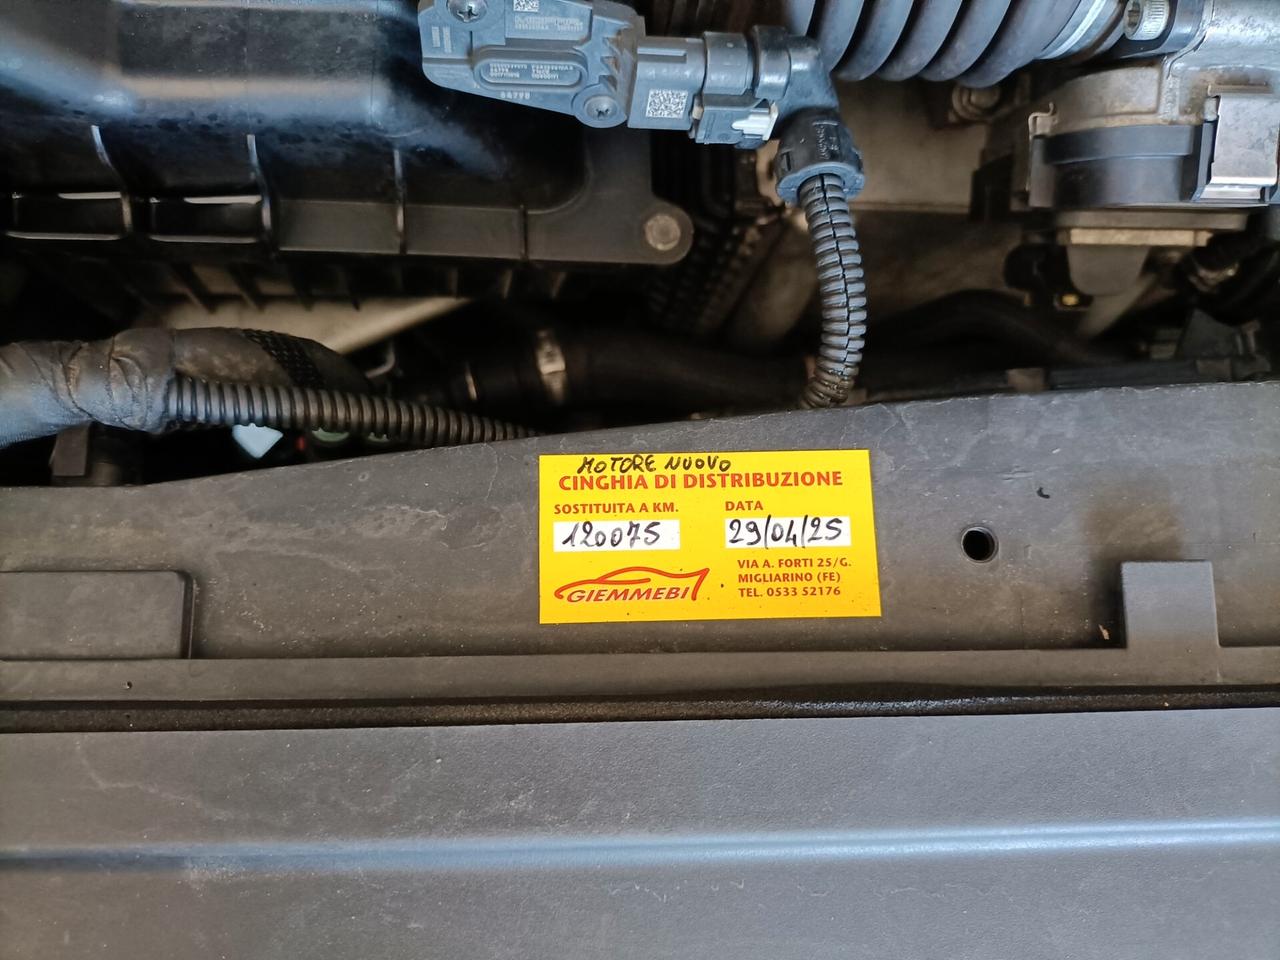 MOTORE NUOVO
CINGHIA DI DISTRIBUZIONE
SOSTITUITA A KM.
DATA
120075
29/04/25
GIEMMEBI
VIA A. FORTI 25/G.
MIGLIARINO (FE)
TEL. 0533 52176